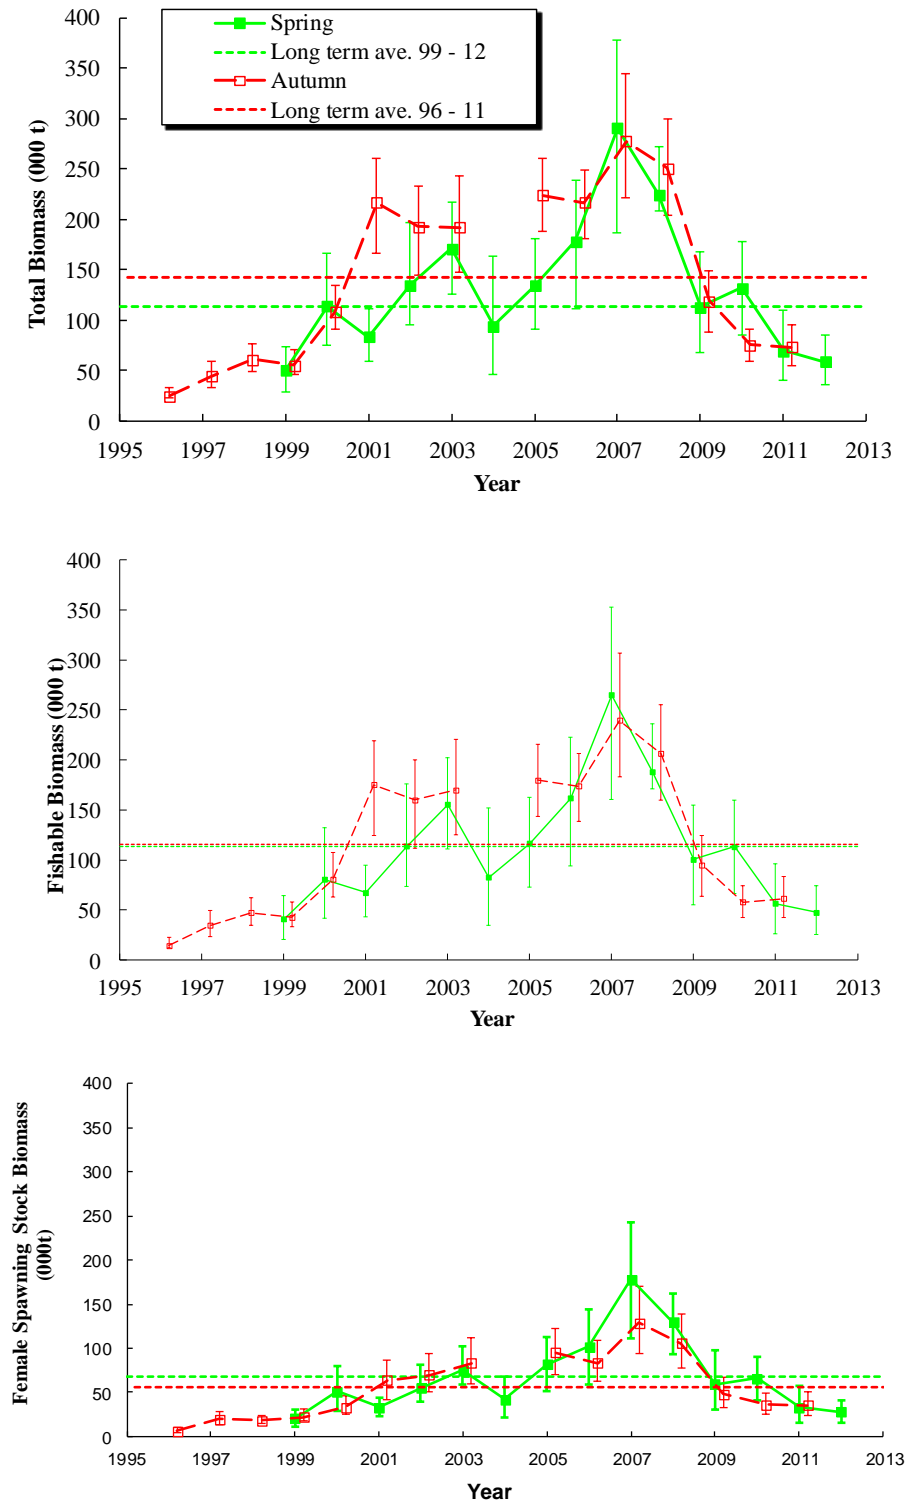 400
Spring
Long term ave. 99 - 12
Autumn
Long term ave. 96 - 11
350
300
250
200
150
100
50
0
Total Biomass (000 t)
1995 1997 1999 2001 2003 2005 2007 2009 2011 2013
Year
400
350
300
250
200
150
100
50
0
Fishable Biomass (000 t)
1995 1997 1999 2001 2003 2005 2007 2009 2011 2013
Year
400
350
300
250
200
150
100
50
0
Female Spawning Stock Biomass
(000t)
1995 1997 1999 2001 2003 2005 2007 2009 2011 2013
Year